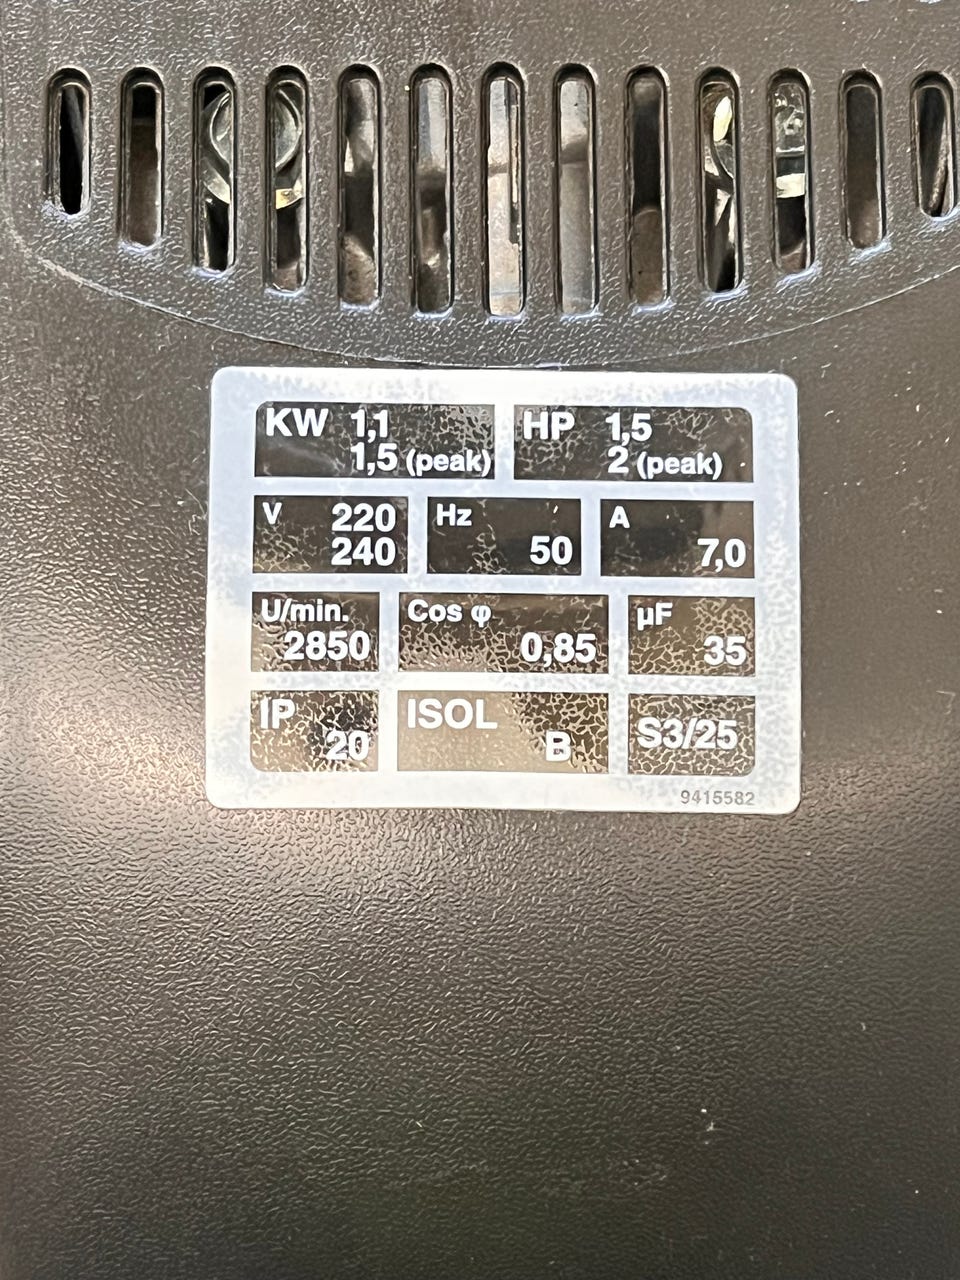 KW 1,1
1,5 (peak)
HP 1,5
2 (peak)
V 220
240
Hz
50
A
7,0
U/min.
2850
Cos φ
0,85
µF
35
IP
20
ISOL
B
S3/25
9415582